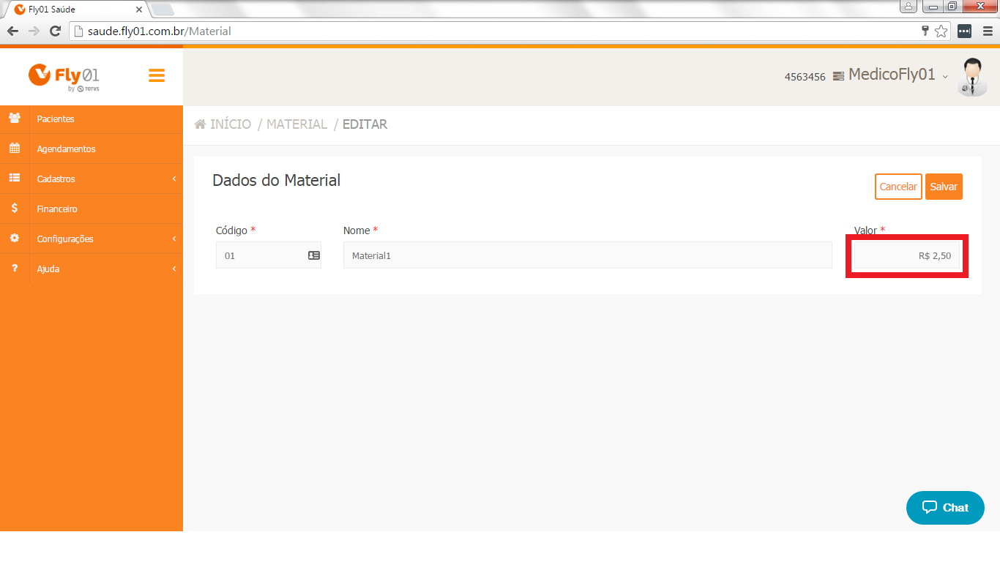 Fly01 Saúde
saude.fly01.com.br/Material
Fly01
by TOTVS
4563456 MedicoFly01
Pacientes
Agendamentos
Cadastros
Financeiro
Configurações
Ajuda
INÍCIO / MATERIAL / EDITAR
Dados do Material
Cancelar Salvar
Código * Nome * Valor *
01 Material1 R$ 2,50
Chat